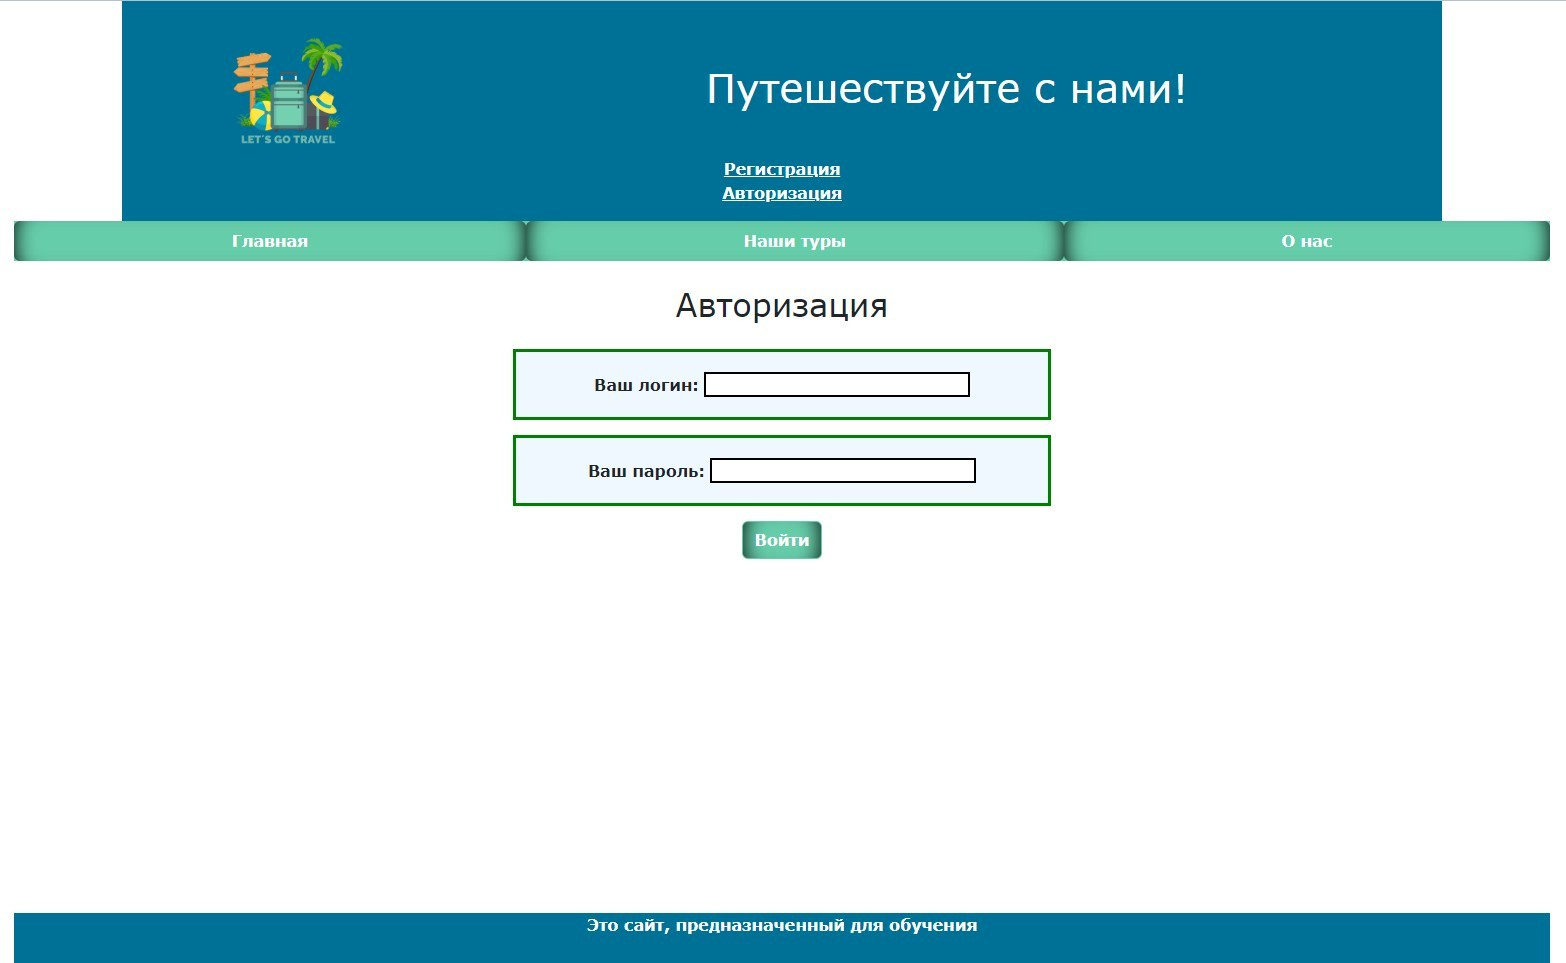 LET'S GO TRAVEL
Путешествуйте с нами!
Регистрация
Авторизация
Главная
Наши туры
О нас
Авторизация
Ваш логин:
Ваш пароль:
Войти
Это сайт, предназначенный для обучения